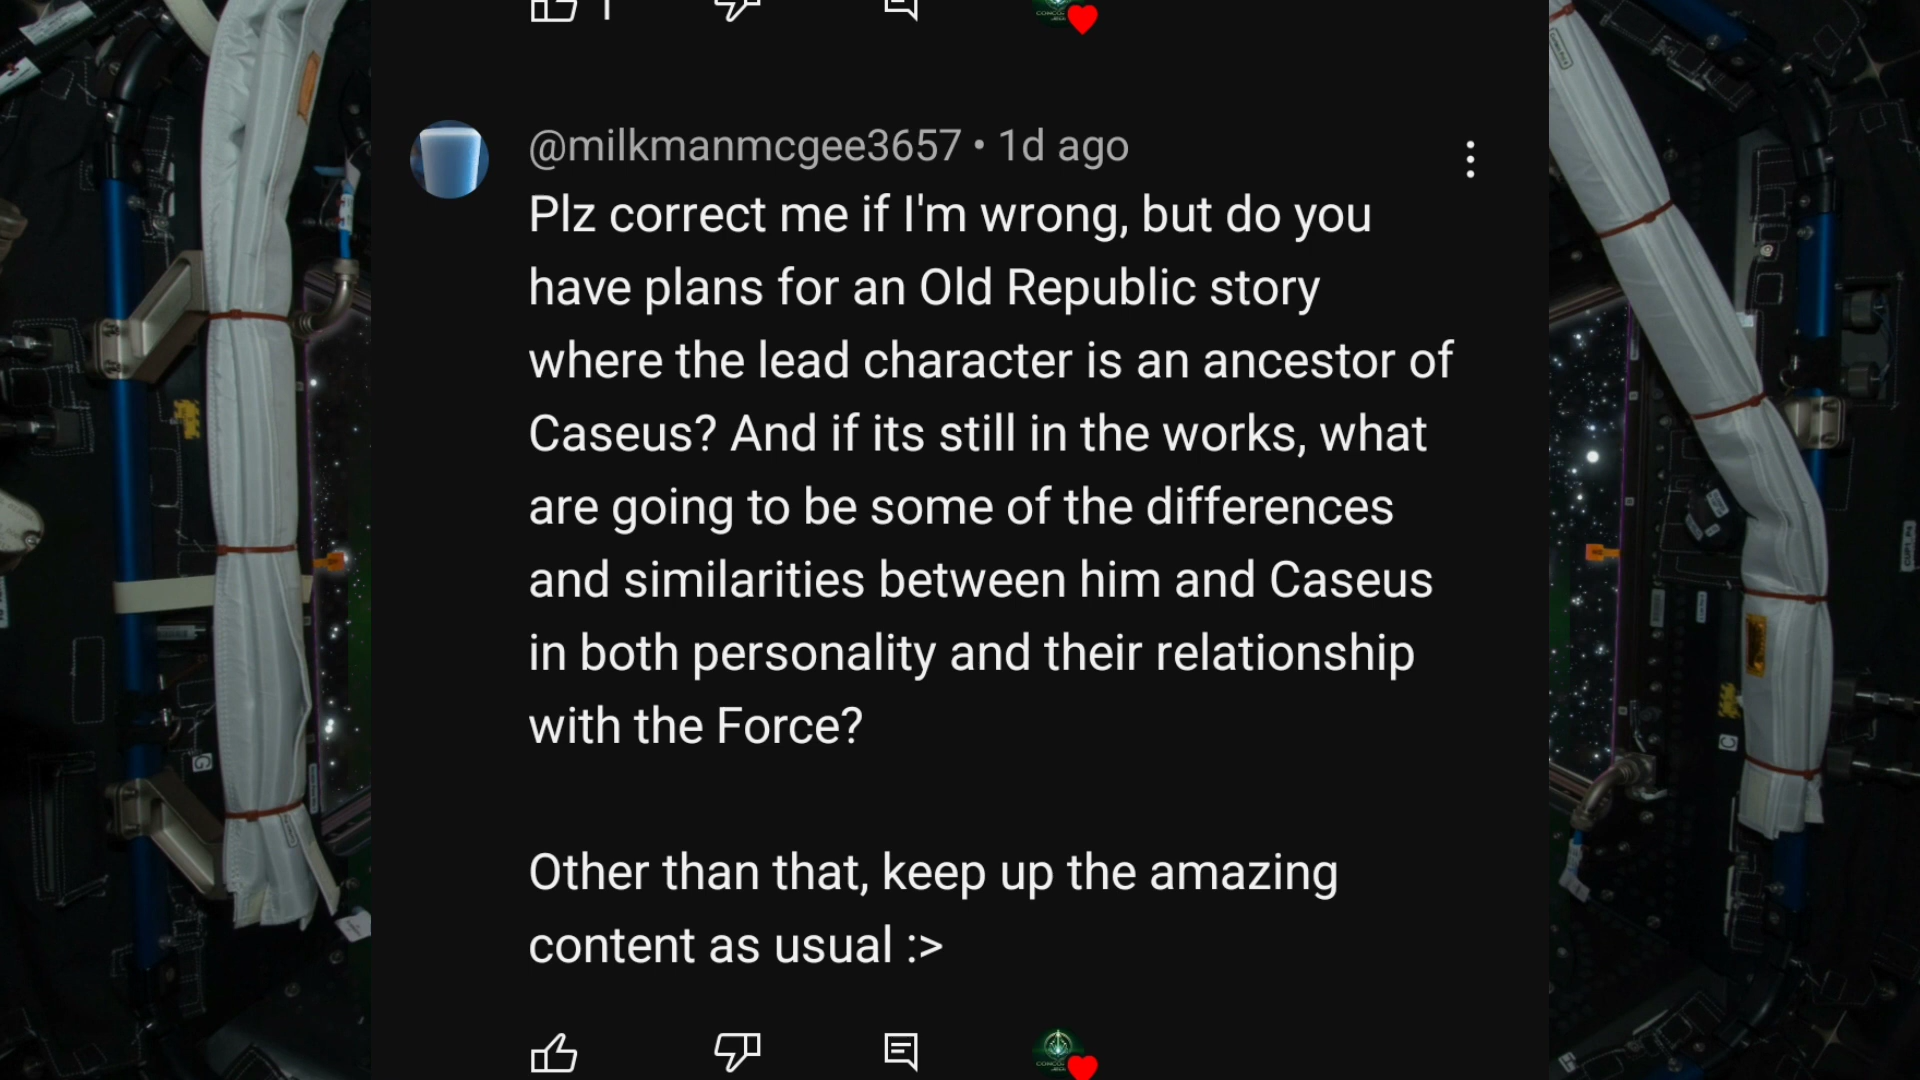 1
@milkmanmcgee3657 • 1d ago
Plz correct me if I'm wrong, but do you
have plans for an Old Republic story
where the lead character is an ancestor of
Caseus? And if its still in the works, what
are going to be some of the differences
and similarities between him and Caseus
in both personality and their relationship
with the Force?
Other than that, keep up the amazing
content as usual :>